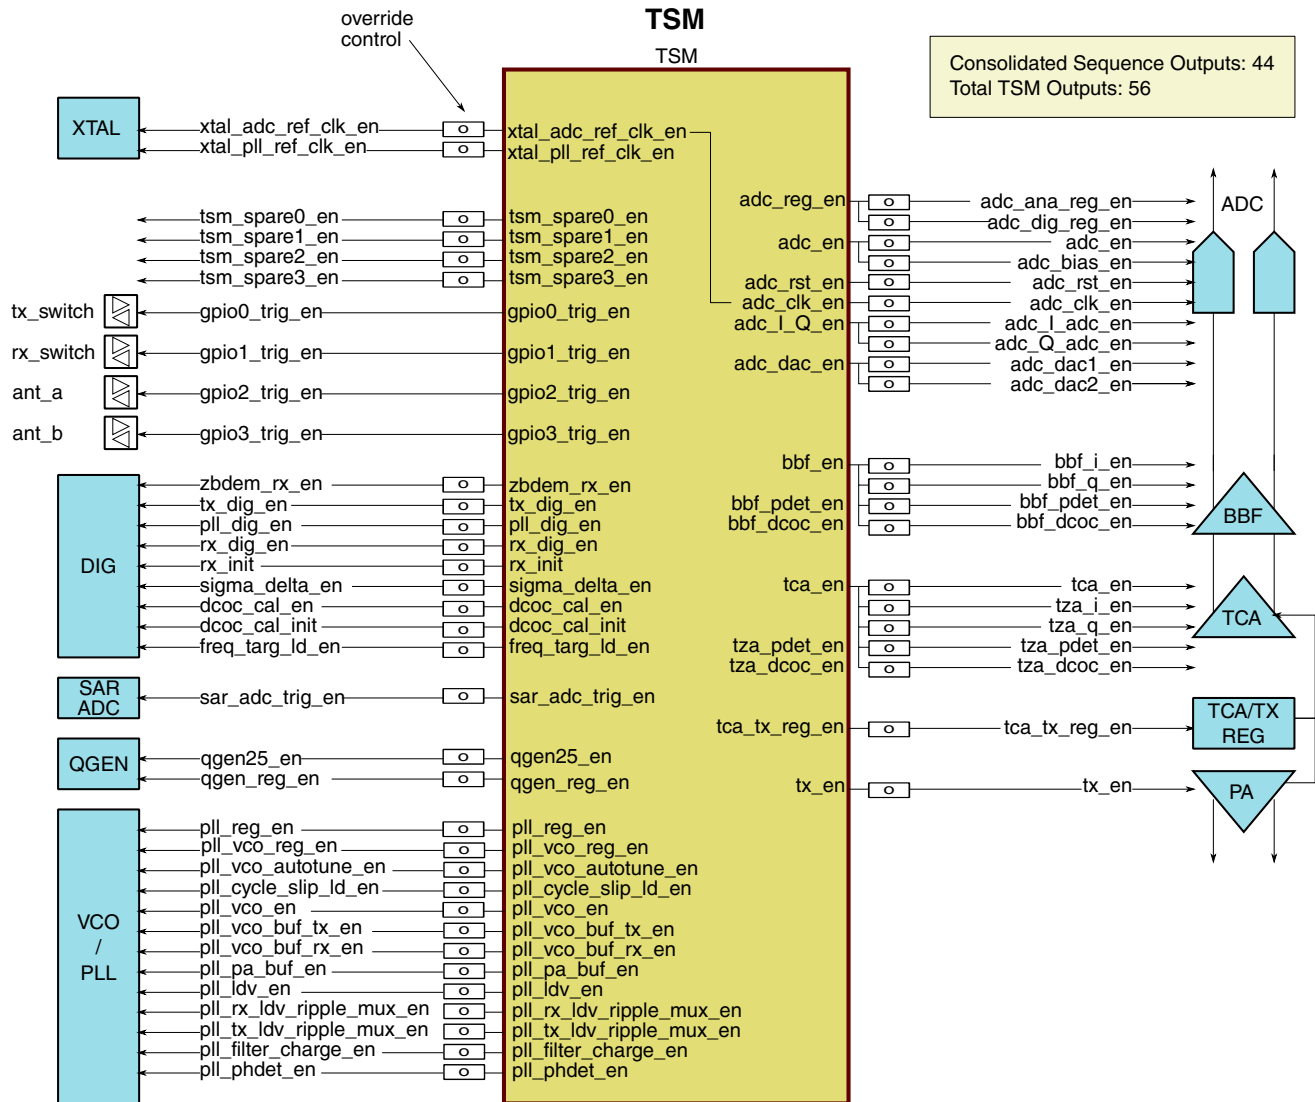 override
control
TSM
TSM
Consolidated Sequence Outputs: 44
Total TSM Outputs: 56
XTAL
xtal_adc_ref_clk_en
O
xtal_adc_ref_clk_en
xtal_pll_ref_clk_en
O
xtal_pll_ref_clk_en
tsm_spare0_en
O
tsm_spare0_en
tsm_spare1_en
O
tsm_spare1_en
tsm_spare2_en
O
tsm_spare2_en
tsm_spare3_en
O
tsm_spare3_en
tx_switch
gpio0_trig_en
gpio0_trig_en
rx_switch
gpio1_trig_en
gpio1_trig_en
ant_a
gpio2_trig_en
gpio2_trig_en
ant_b
gpio3_trig_en
gpio3_trig_en
DIG
zbdem_rx_en
O
zbdem_rx_en
tx_dig_en
O
tx_dig_en
pll_dig_en
O
pll_dig_en
rx_dig_en
O
rx_dig_en
rx_init
O
rx_init
sigma_delta_en
O
sigma_delta_en
dcoc_cal_en
O
dcoc_cal_en
dcoc_cal_init
O
dcoc_cal_init
freq_targ_ld_en
O
freq_targ_ld_en
SAR
ADC
sar_adc_trig_en
O
sar_adc_trig_en
QGEN
qgen25_en
O
qgen25_en
qgen_reg_en
O
qgen_reg_en
VCO
/
PLL
pll_reg_en
O
pll_reg_en
pll_vco_reg_en
O
pll_vco_reg_en
pll_vco_autotune_en
O
pll_vco_autotune_en
pll_cycle_slip_ld_en
O
pll_cycle_slip_ld_en
pll_vco_en
O
pll_vco_en
pll_vco_buf_tx_en
O
pll_vco_buf_tx_en
pll_vco_buf_rx_en
O
pll_vco_buf_rx_en
pll_pa_buf_en
O
pll_pa_buf_en
pll_ldv_en
O
pll_ldv_en
pll_rx_ldv_ripple_mux_en
O
pll_rx_ldv_ripple_mux_en
pll_tx_ldv_ripple_mux_en
O
pll_tx_ldv_ripple_mux_en
pll_filter_charge_en
O
pll_filter_charge_en
pll_phdet_en
O
pll_phdet_en
adc_reg_en
O
adc_ana_reg_en
O
adc_dig_reg_en
adc_en
O
adc_en
O
adc_bias_en
adc_rst_en
O
adc_rst_en
adc_clk_en
O
adc_clk_en
adc_I_Q_en
O
adc_I_adc_en
O
adc_Q_adc_en
adc_dac_en
O
adc_dac1_en
O
adc_dac2_en
ADC
bbf_en
O
bbf_i_en
O
bbf_q_en
bbf_pdet_en
O
bbf_pdet_en
bbf_dcoc_en
O
bbf_dcoc_en
BBF
tca_en
O
tca_en
O
tza_i_en
O
tza_q_en
tza_pdet_en
O
tza_pdet_en
tza_dcoc_en
O
tza_dcoc_en
TCA
tca_tx_reg_en
O
tca_tx_reg_en
TCA/TX
REG
tx_en
O
tx_en
PA